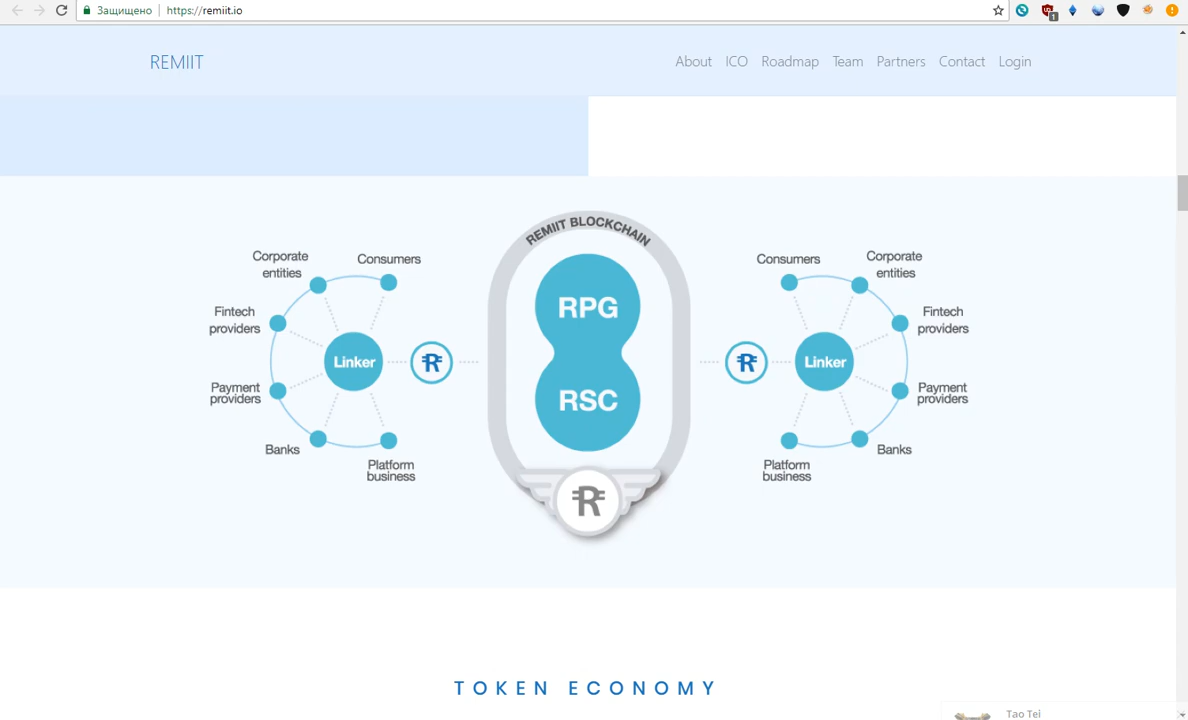 Защищено https://remiit.io
1
REMIIT
About ICO Roadmap Team Partners Contact Login
REMIIT BLOCKCHAIN
Corporate
entities
Consumers
Fintech
providers
Payment
providers
Banks
Platform
business
Linker
RPG
RSC
Consumers
Corporate
entities
Fintech
providers
Payment
providers
Banks
Platform
business
Linker
TOKEN ECONOMY
Tao Tei